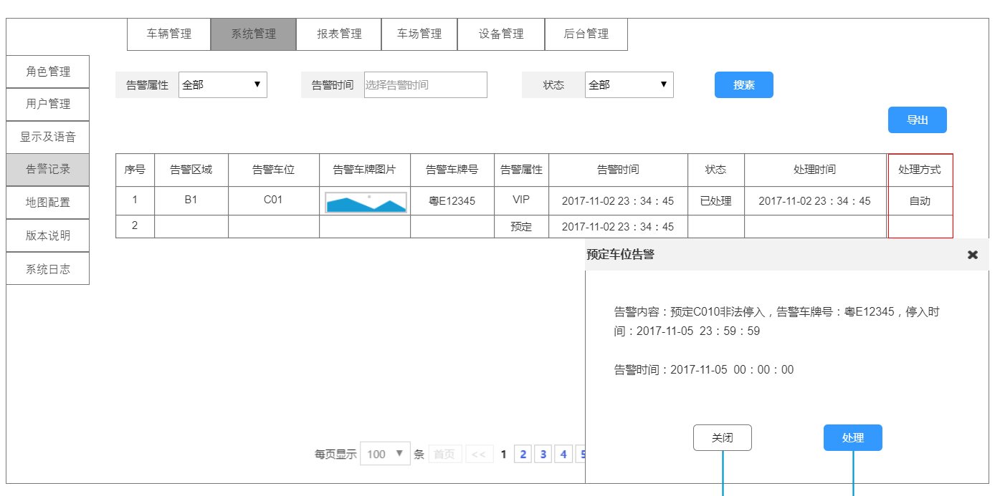 车辆管理 系统管理 报表管理 车场管理 设备管理 后台管理
角色管理
用户管理
显示及语音
告警记录
地图配置
版本说明
系统日志
告警属性 全部 ▼ 告警时间 选择告警时间 状态 全部 ▼ 搜素
导出
序号 告警区域 告警车位 告警车牌图片 告警车牌号 告警属性 告警时间 状态 处理时间 处理方式
1 B1 C01 粤E12345 VIP 2017-11-02 23：34：45 已处理 2017-11-02 23：34：45 自动
2 预定 2017-11-02 23：34：45
预定车位告警 ✖
告警内容：预定C010非法停入，告警车牌号：粤E12345，停入时
间：2017-11-05 23：59：59
告警时间：2017-11-05 00：00：00
关闭 处理
每页显示 100 ▼ 条 首页 << 1 2 3 4 5